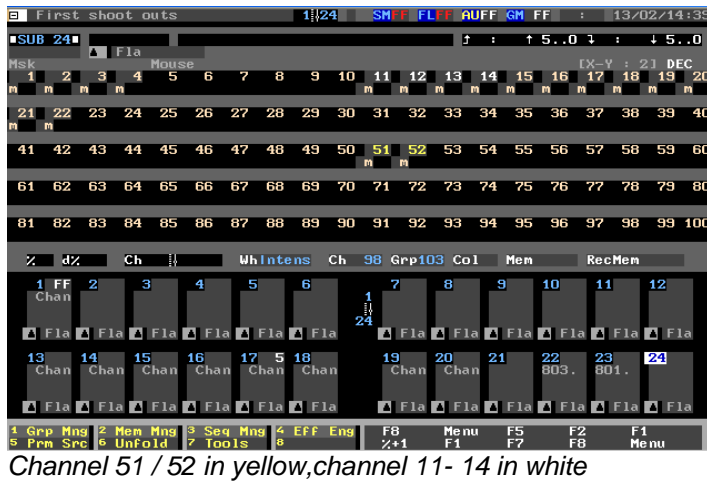 First shoot outs 1 24 SMFF FLFF AUFF GM FF : 13/02/14:39
SUB 24 1 : ↑ 5..0 ↴ : ↓ 5..0
Fla
Msk Mouse [X-Y : 2] DEC
1 2 3 4 5 6 7 8 9 10 11 12 13 14 15 16 17 18 19 20
m m m m m m m m m m m m m m
21 22 23 24 25 26 27 28 29 30 31 32 33 34 35 36 37 38 39 40
m m
41 42 43 44 45 46 47 48 49 50 51 52 53 54 55 56 57 58 59 60
m m
61 62 63 64 65 66 67 68 69 70 71 72 73 74 75 76 77 78 79 80
81 82 83 84 85 86 87 88 89 90 91 92 93 94 95 96 97 98 99 100
% d% Ch WhIntens Ch 98 Grp103 Col Mem RecMem
1 FF 2 3 4 5 6 7 8 9 10 11 12
Chan 1
24
Fla Fla Fla Fla Fla Fla Fla Fla Fla Fla Fla Fla
13 14 15 16 17 5 18 19 20 21 22 23 24
Chan Chan Chan Chan Chan Chan Chan Chan 803. 801.
Fla Fla Fla Fla Fla Fla Fla Fla Fla Fla Fla Fla
1 Grp Mng 2 Mem Mng 3 Seq Mng 4 Eff Eng F8 Menu F5 F2 F1
5 Prm Src 6 Unfold 7 Tools 8 %+1 F1 F7 F8 Menu
Channel 51 / 52 in yellow,channel 11- 14 in white